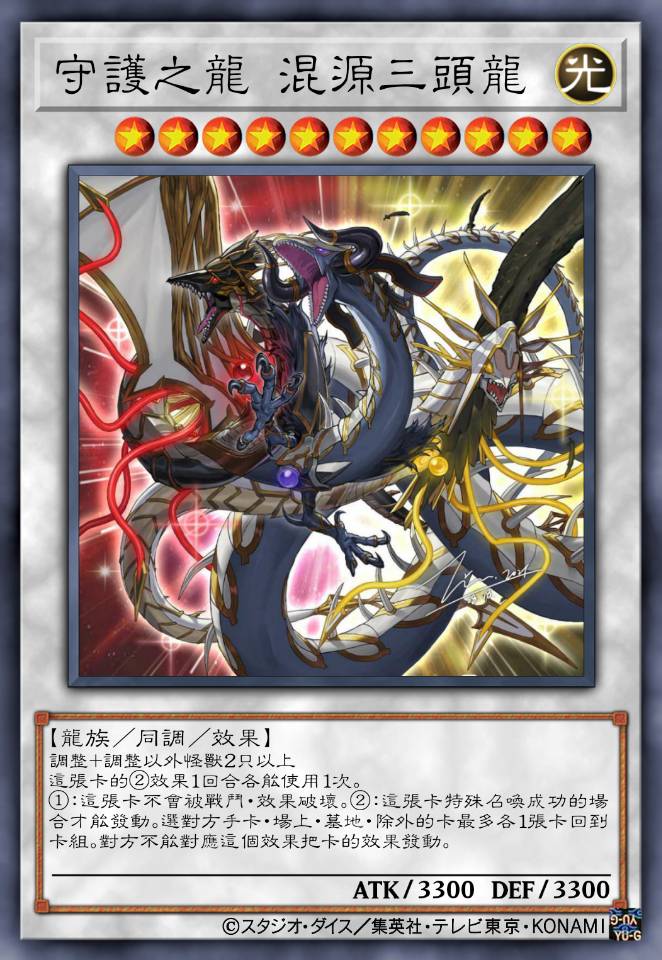 守護之龍 混源三頭龍
光
【龍族／同調／效果】
調整+調整以外怪獸2只以上
這張卡的②效果1回合各能使用1次。
①:這張卡不會被戰鬥·效果破壞。②:這張卡特殊召喚成功的場
合才能發動。選對方手卡·場上·墓地·除外的卡最多各1張卡回到
卡組。對方不能對應這個效果把卡的效果發動。
ATK/3300 DEF/3300
©スタジオ·ダイス／集英社·テレビ東京·KONAMI